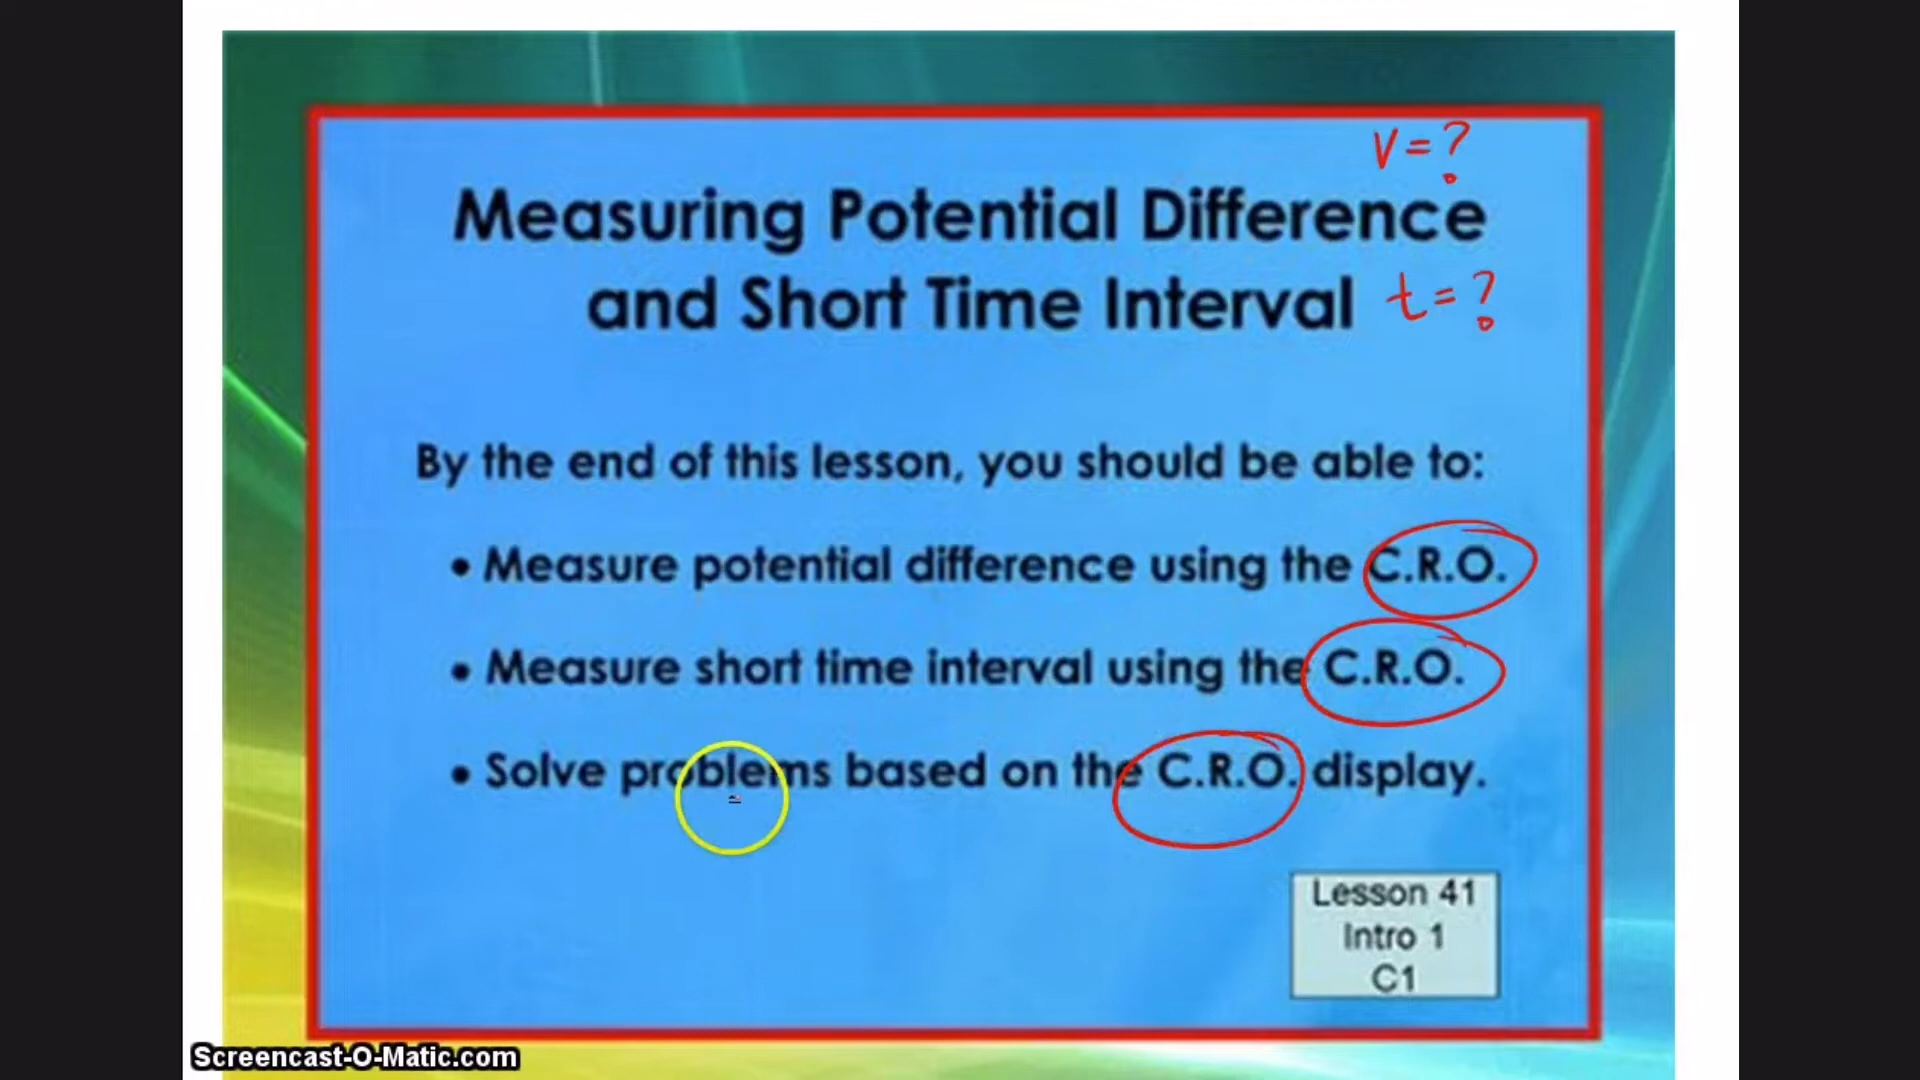 V = ?
Measuring Potential Difference
and Short Time Interval t = ?
By the end of this lesson, you should be able to:
• Measure potential difference using the C.R.O.
• Measure short time interval using the C.R.O.
• Solve problems based on the C.R.O. display.
Lesson 41
Intro 1
C1
Screencast-O-Matic.com